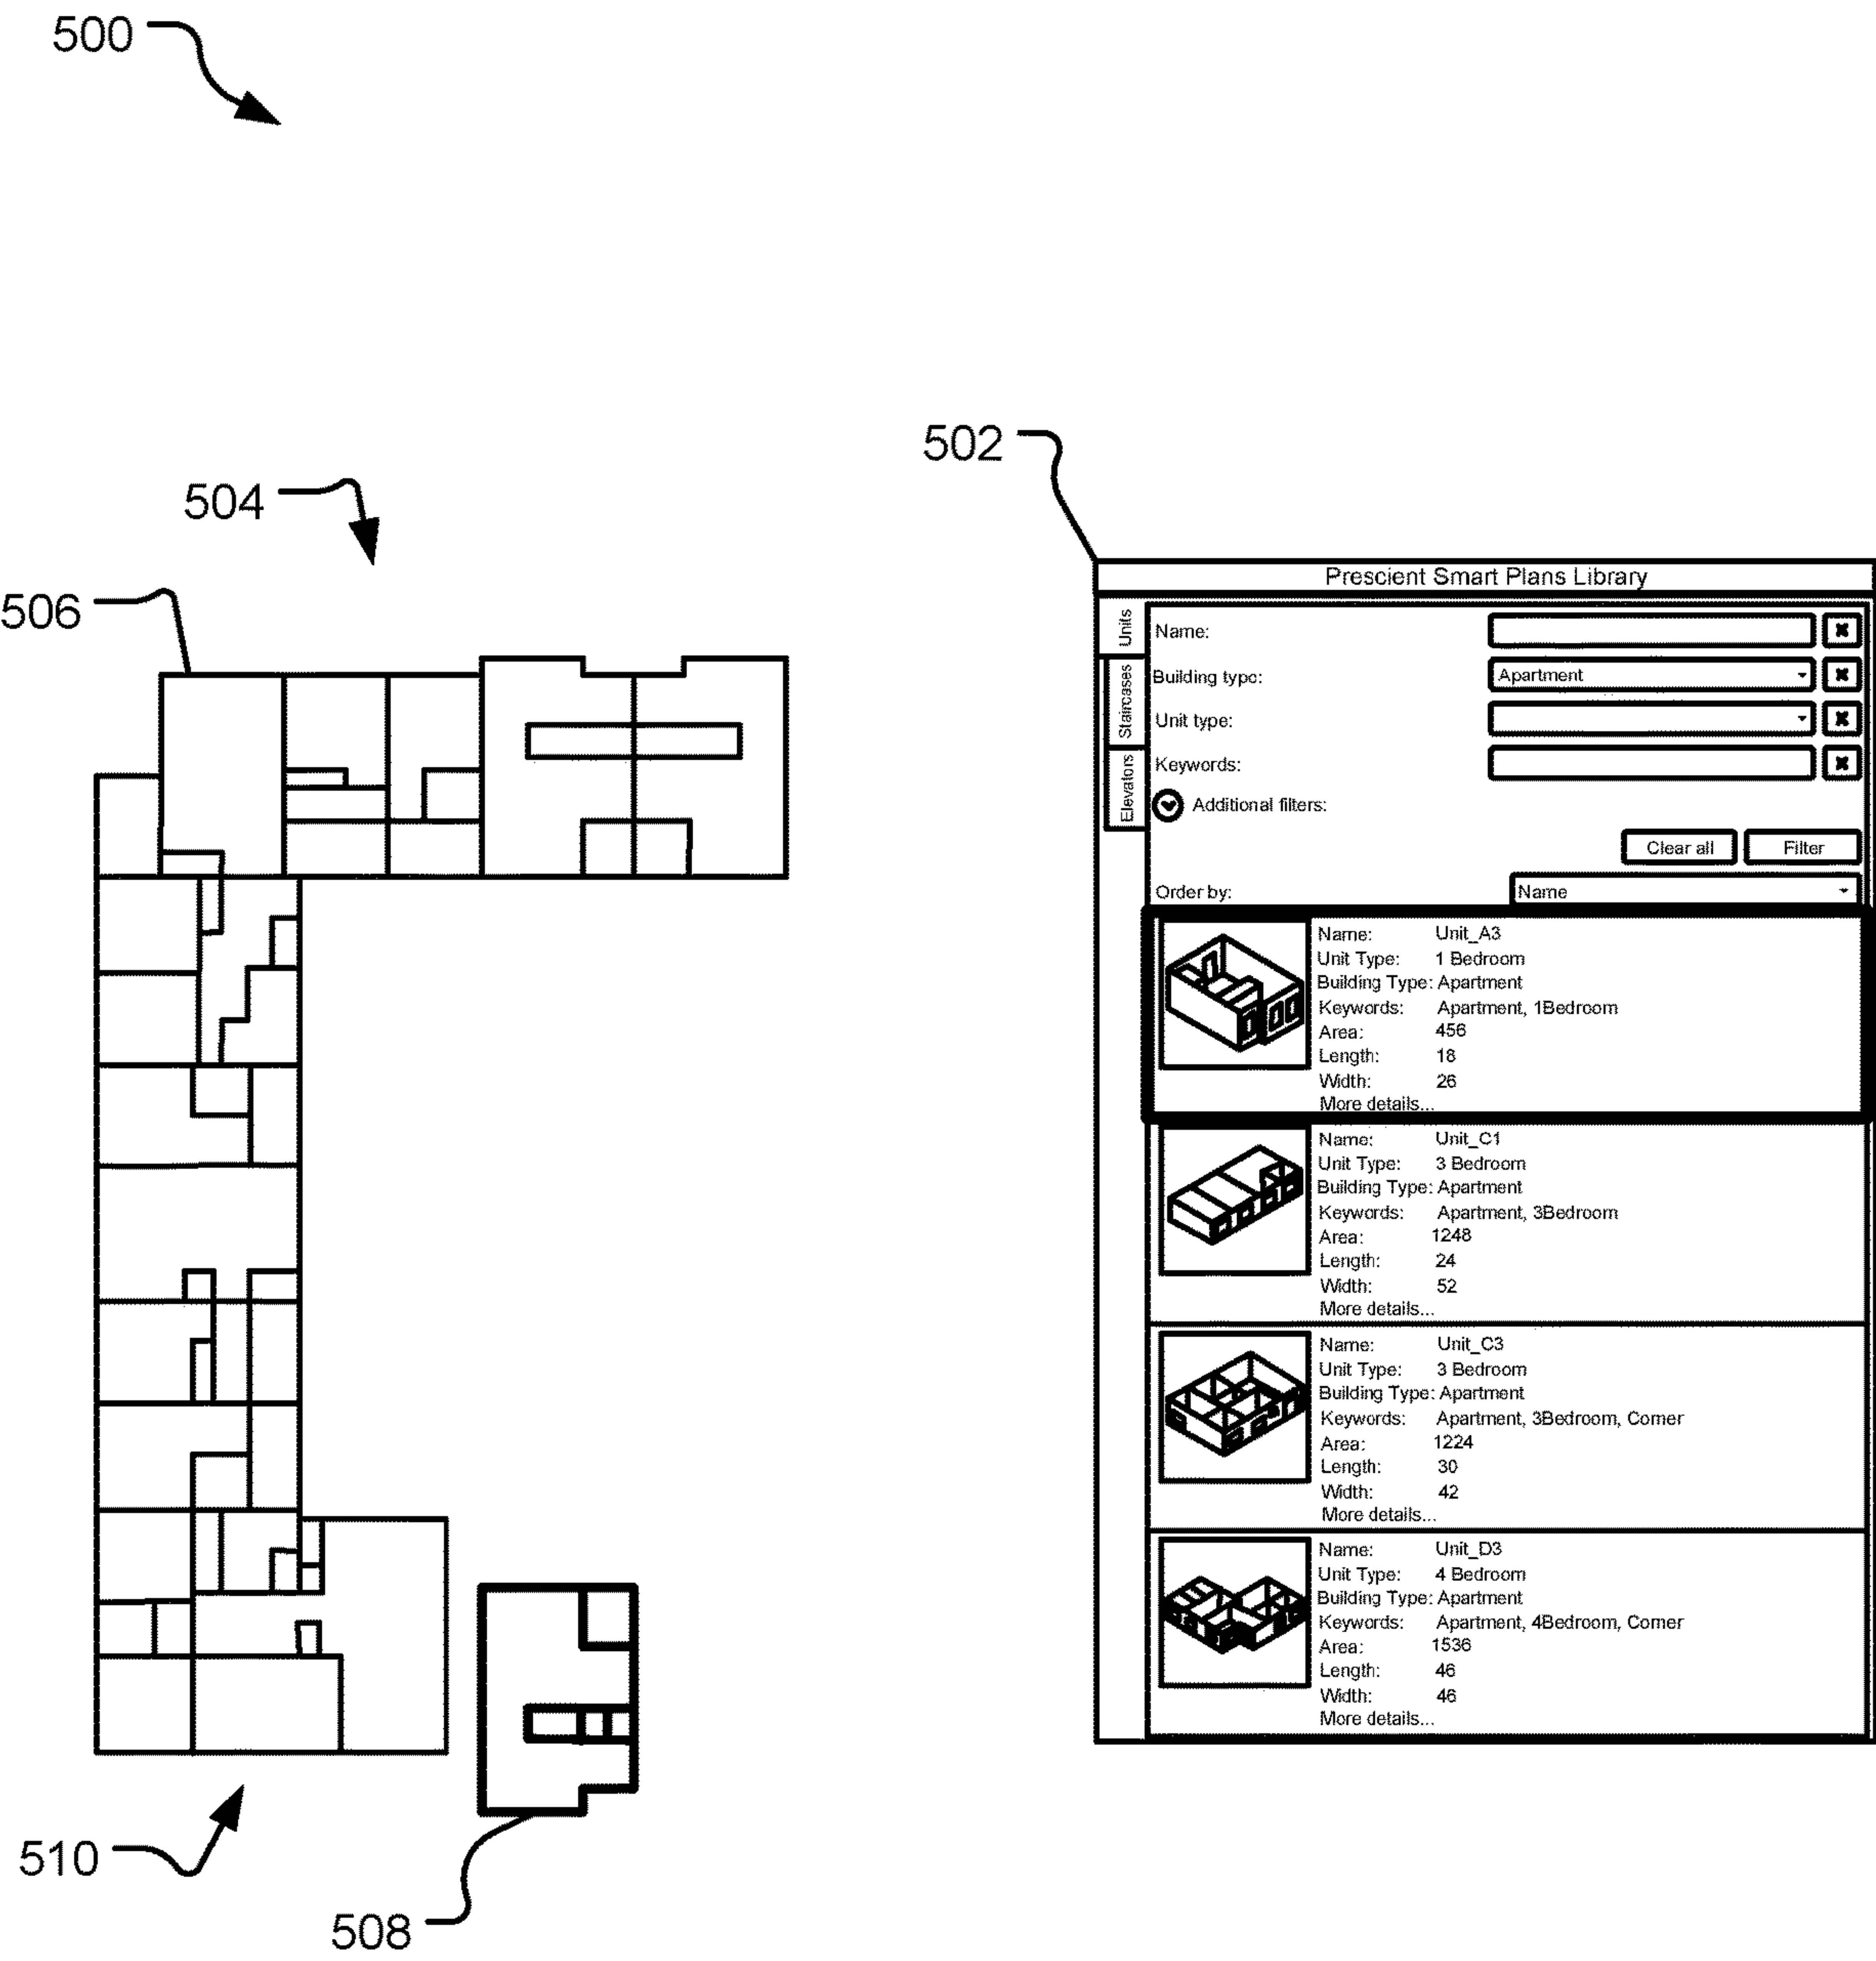 500
502
504
506
Prescient Smart Plans Library
Units
Staircases
Elevators
Name:
Building type:
Apartment
Unit type:
Keywords:
Additional filters:
Clear all
Filter
Order by:
Name
Name: Unit_A3
Unit Type: 1 Bedroom
Building Type: Apartment
Keywords: Apartment, 1Bedroom
Area: 456
Length: 18
Width: 26
More details...
Name: Unit_C1
Unit Type: 3 Bedroom
Building Type: Apartment
Keywords: Apartment, 3Bedroom
Area: 1248
Length: 24
Width: 52
More details...
Name: Unit_C3
Unit Type: 3 Bedroom
Building Type: Apartment
Keywords: Apartment, 3Bedroom, Corner
Area: 1224
Length: 30
Width: 42
More details...
Name: Unit_D3
Unit Type: 4 Bedroom
Building Type: Apartment
Keywords: Apartment, 4Bedroom, Corner
Area: 1536
Length: 46
Width: 46
More details...
510
508